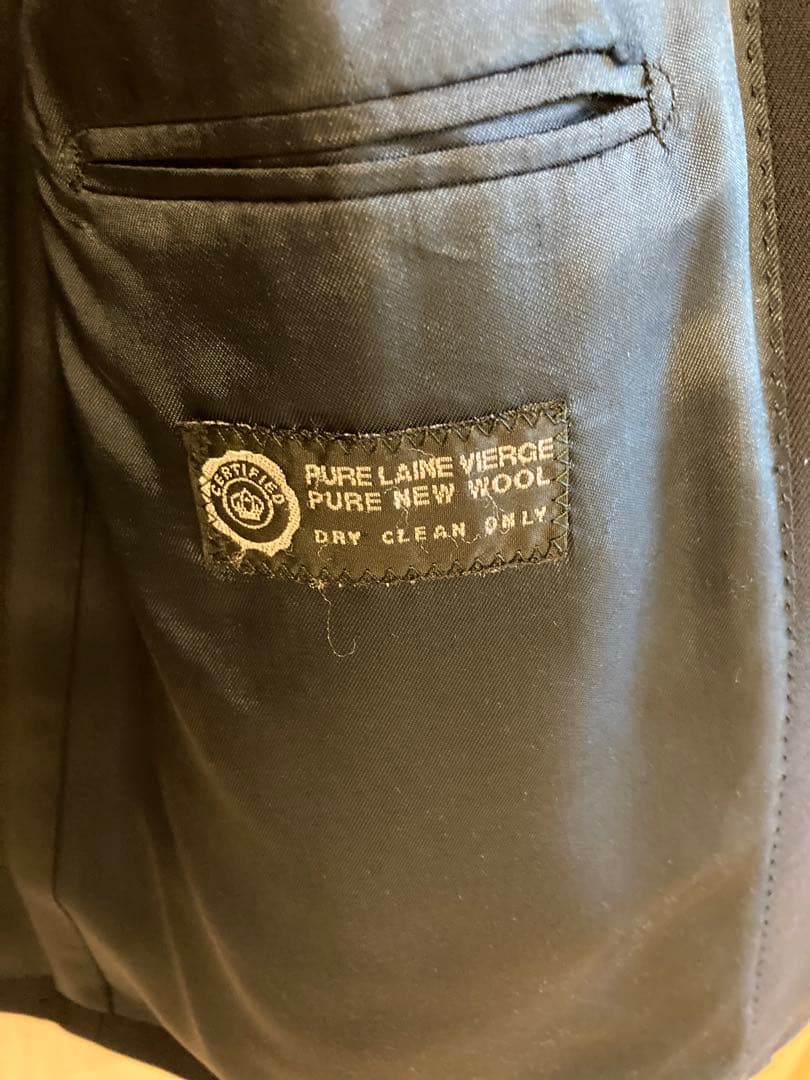 CERTIFIED
PURE LAINE VIERGE
PURE NEW WOOL
DRY CLEAN ONLY